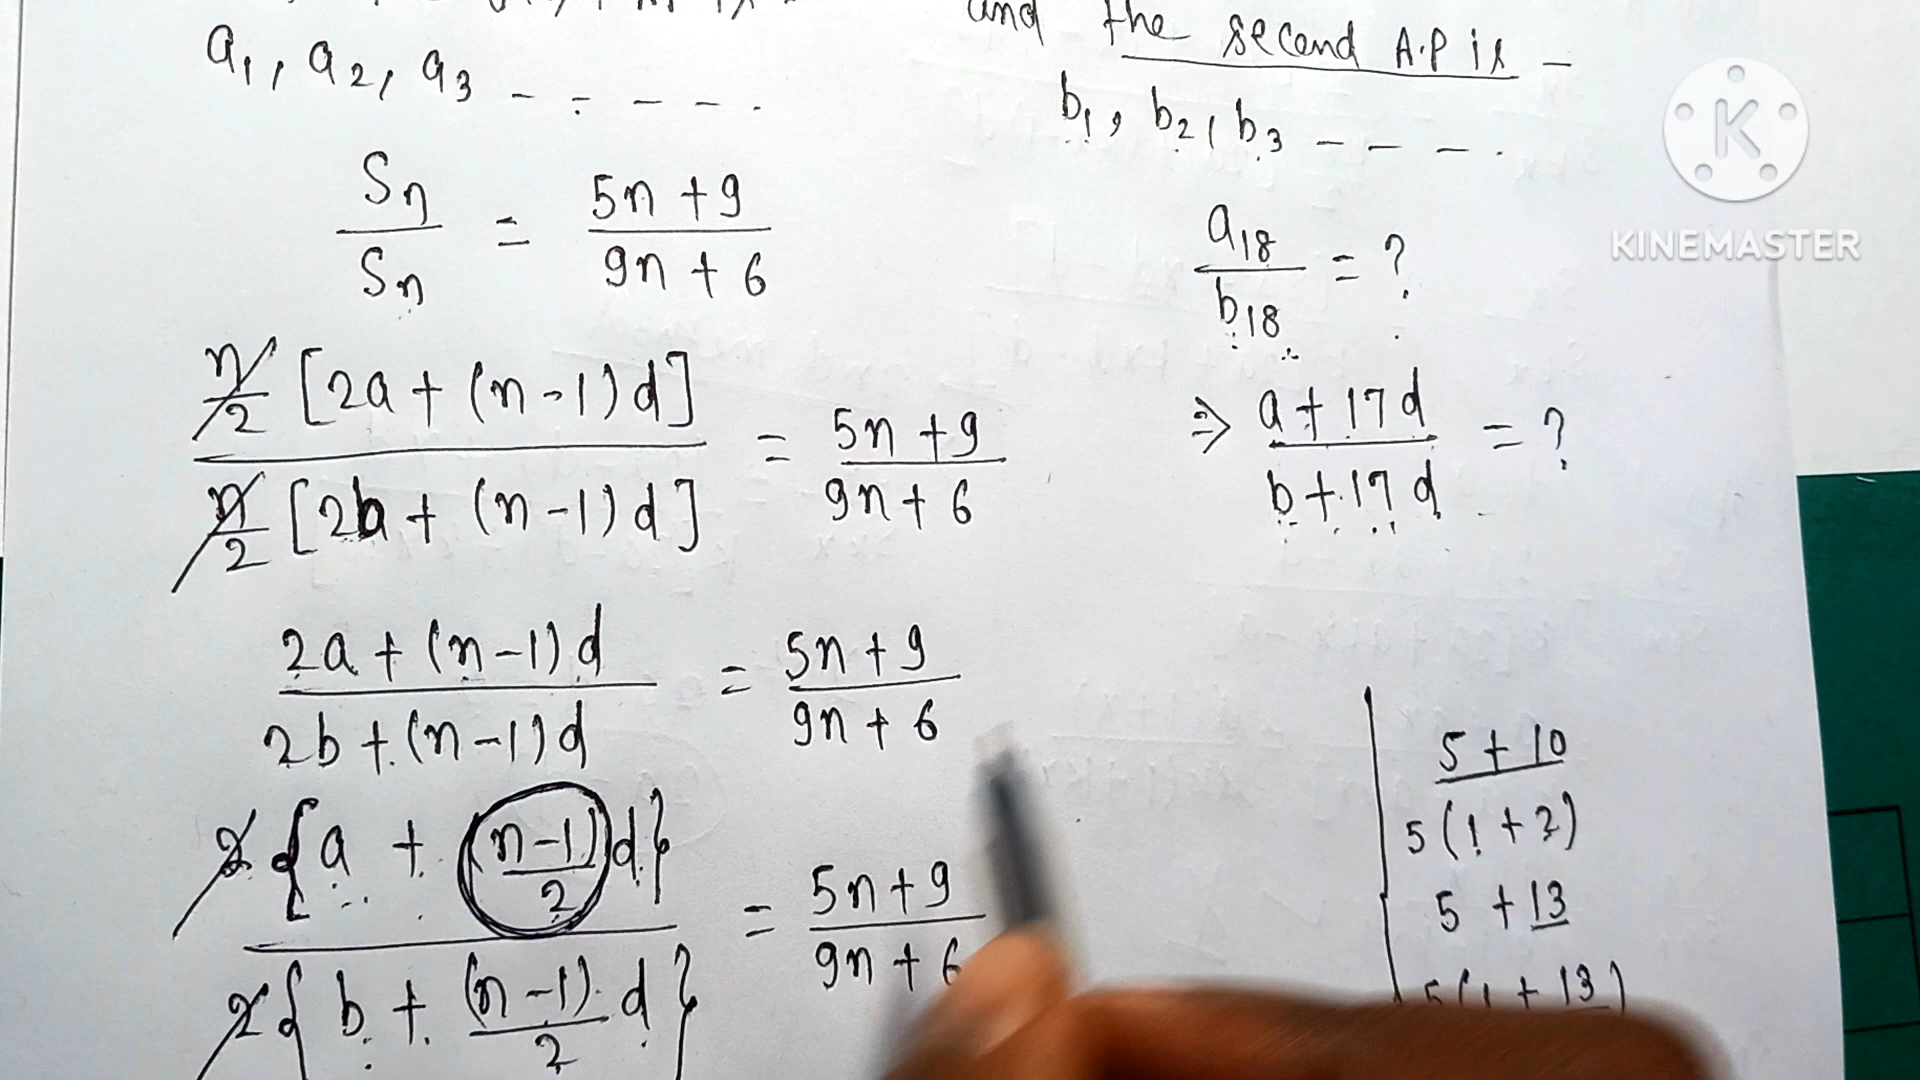 and the second A.P is –
a1, a2, a3 - - - - .
b1, b2, b3 - - - .
K
KINEMASTER
Sn/Sn = 5n + 9/9n + 6
a18/b18 = ?
n/2 [2a + (n-1)d] / n/2 [2b + (n-1)d] = 5n + 9/9n + 6
⇒ a + 17d/b + 17d = ?
2a + (n-1)d / 2b + (n-1)d = 5n + 9/9n + 6
2{a + (n-1)/2 d} / 2{b + (n-1)/2 d} = 5n + 9/9n + 6
5 + 10
5(1 + 2)
5 + 13